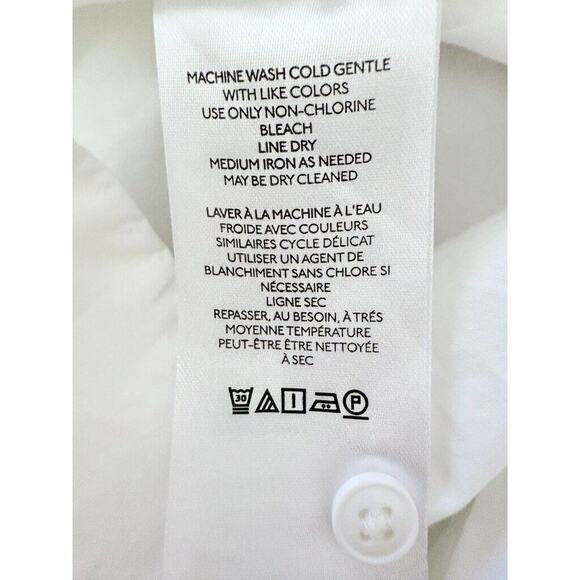 MACHINE WASH COLD GENTLE
WITH LIKE COLORS
USE ONLY NON-CHLORINE
BLEACH
LINE DRY
MEDIUM IRON AS NEEDED
MAY BE DRY CLEANED
LAVER À LA MACHINE À L'EAU
FROIDE AVEC COULEURS
SIMILAIRES CYCLE DÉLICAT
UTILISER UN AGENT DE
BLANCHIMENT SANS CHLORE SI
NÉCESSAIRE
LIGNE SEC
REPASSER, AU BESOIN, À TRÉS
MOYENNE TEMPÉRATURE
PEUT-ÊTRE ÊTRE NETTOYÉE
À SEC
30 P